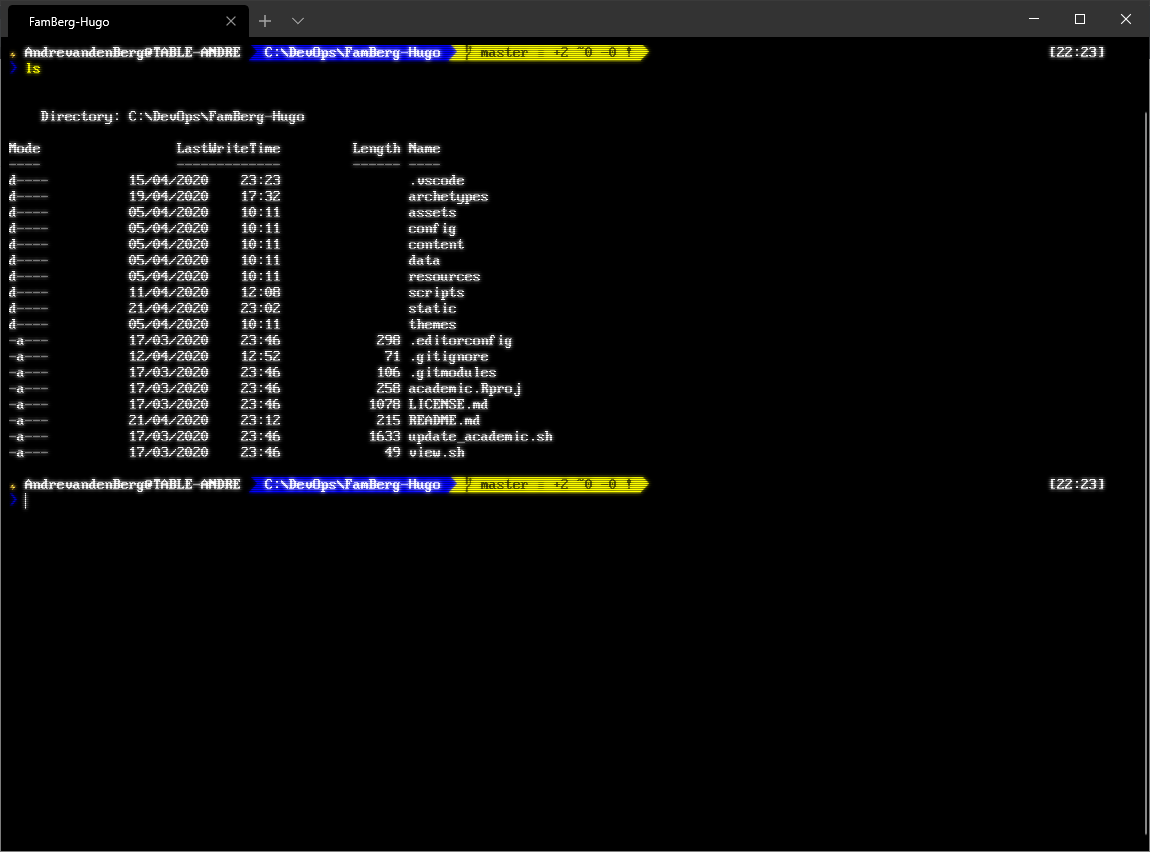 FamBerg-Hugo
AndrevandenBerg@TABLE-ANDRE C:\DevOps\FamBerg-Hugo master ≡ +2 ~0 -0 ! [22:23]
❯ ls
Directory: C:\DevOps\FamBerg-Hugo
Mode LastWriteTime Length Name
---- ------------- ------ ----
d---- 15/04/2020 23:23 .vscode
d---- 19/04/2020 17:32 archetypes
d---- 05/04/2020 10:11 assets
d---- 05/04/2020 10:11 config
d---- 05/04/2020 10:11 content
d---- 05/04/2020 10:11 data
d---- 05/04/2020 10:11 resources
d---- 11/04/2020 12:08 scripts
d---- 21/04/2020 23:02 static
d---- 05/04/2020 10:11 themes
-a--- 17/03/2020 23:46 298 .editorconfig
-a--- 12/04/2020 12:52 71 .gitignore
-a--- 17/03/2020 23:46 106 .gitmodules
-a--- 17/03/2020 23:46 258 academic.Rproj
-a--- 17/03/2020 23:46 1078 LICENSE.md
-a--- 21/04/2020 23:12 215 README.md
-a--- 17/03/2020 23:46 1633 update_academic.sh
-a--- 17/03/2020 23:46 49 view.sh
AndrevandenBerg@TABLE-ANDRE C:\DevOps\FamBerg-Hugo master ≡ +2 ~0 -0 ! [22:23]
❯